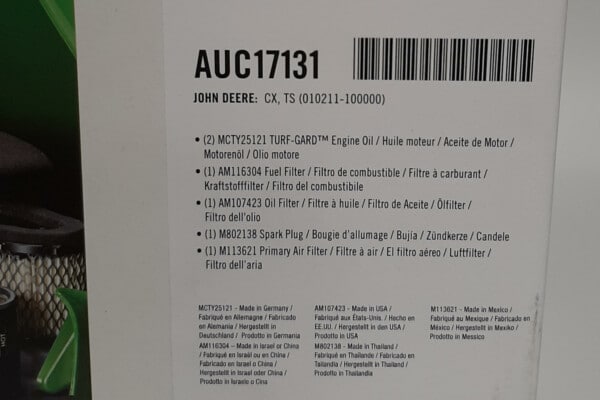 AUC17131
JOHN DEERE: CX, TS (010211-100000)
• (2) MCTY25121 TURF-GARD™ Engine Oil / Huile moteur / Aceite de Motor /
Motorenöl / Olio motore
• (1) AM116304 Fuel Filter / Filtro de combustible / Filtre à carburant /
Kraftstofffilter / Filtro del combustibile
• (1) AM107423 Oil Filter / Filtre à huile / Filtro de Aceite / Ölfilter /
Filtro dell'olio
• (1) M802138 Spark Plug / Bougie d'allumage / Bujía / Zündkerze / Candele
• (1) M113621 Primary Air Filter / Filtre à air / El filtro aéreo / Luftfilter /
Filtro dell'aria
MCTY25121 - Made in Germany /
Fabriqué en Allemagne / Fabricado
en Alemania / Hergestellt in
Deutschland / Prodotto in Germania
AM116304 – Made in Israel or China
/ Fabriqué en Israël ou en China /
Fabricado en Israel o China /
Hergestellt in Israel oder China /
Prodotto in Israele o Cina
AM107423 - Made in USA /
Fabriqué aux États-Unis / Hecho en
EE.UU. / Hergestellt in den USA /
Prodotto in USA
M802138 - Made in Thailand /
Fabriqué en Thaïlande / Fabricado en
Tailandia / Hergestellt in Thailand /
Prodotto in Thailandia
M113621 - Made in Mexico /
Fabriqué au Mexique / Fabricado en
México / Hergestellt in Mexiko /
Prodotto in Messico